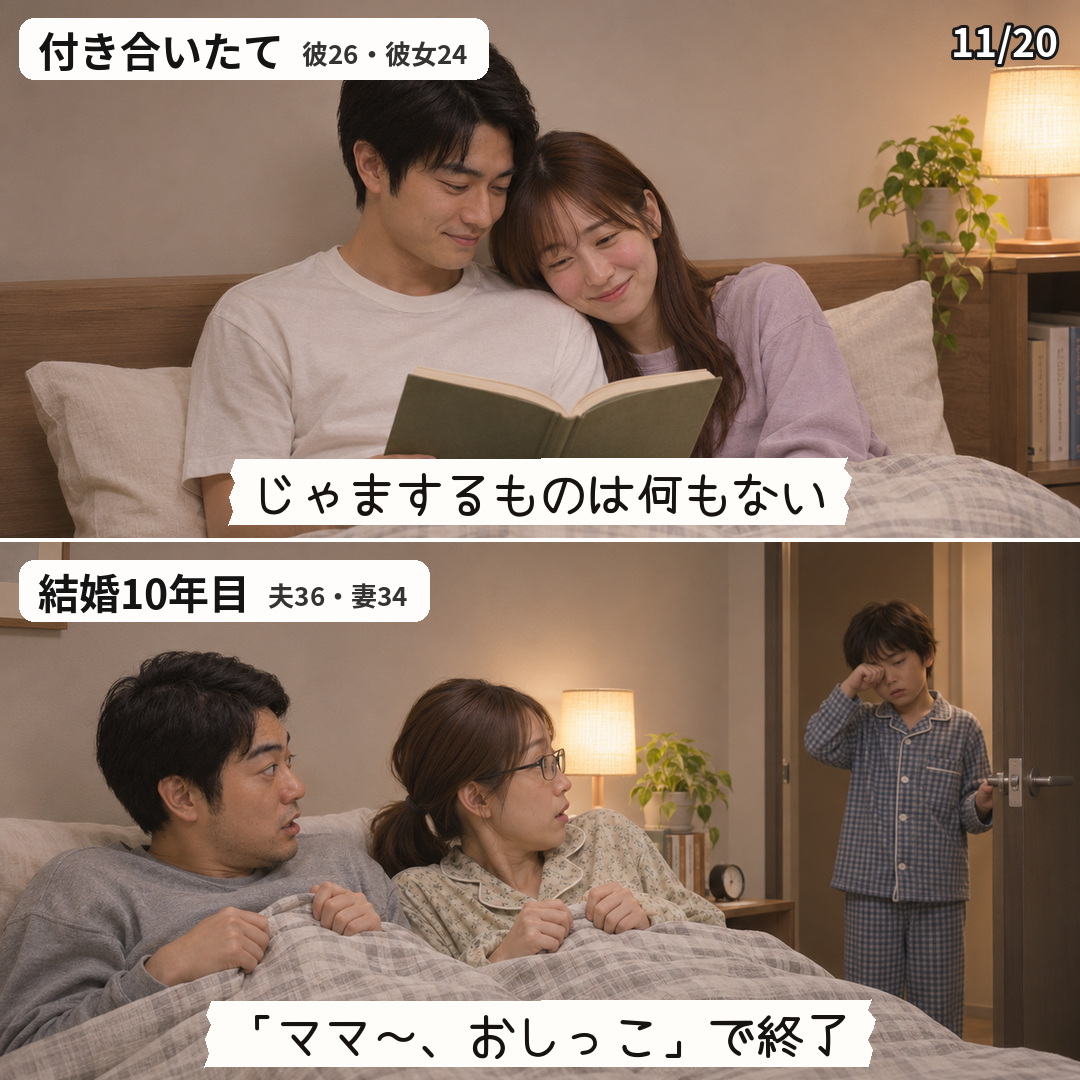 付き合いたて 彼26・彼女24
11/20
じゃまするものは何もない
結婚10年目 夫36・妻34
「ママ～、おしっこ」で終了